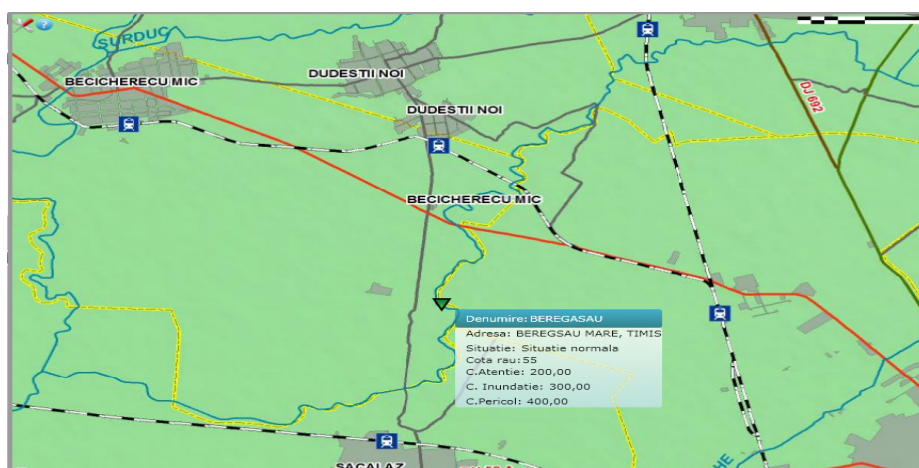 SURDUC
DUDESTII NOI
BECICHERECU MIC
DUDESTII NOI
DJ 692
BECICHERECU MIC
Denumire: BEREGASAU
Adresa: BEREGSAU MARE, TIMIS
Situatie: Situatie normala
Cota rau: 55
C.Atentie: 200,00
C. Inundatie: 300,00
C.Pericol: 400,00
SACALAZ